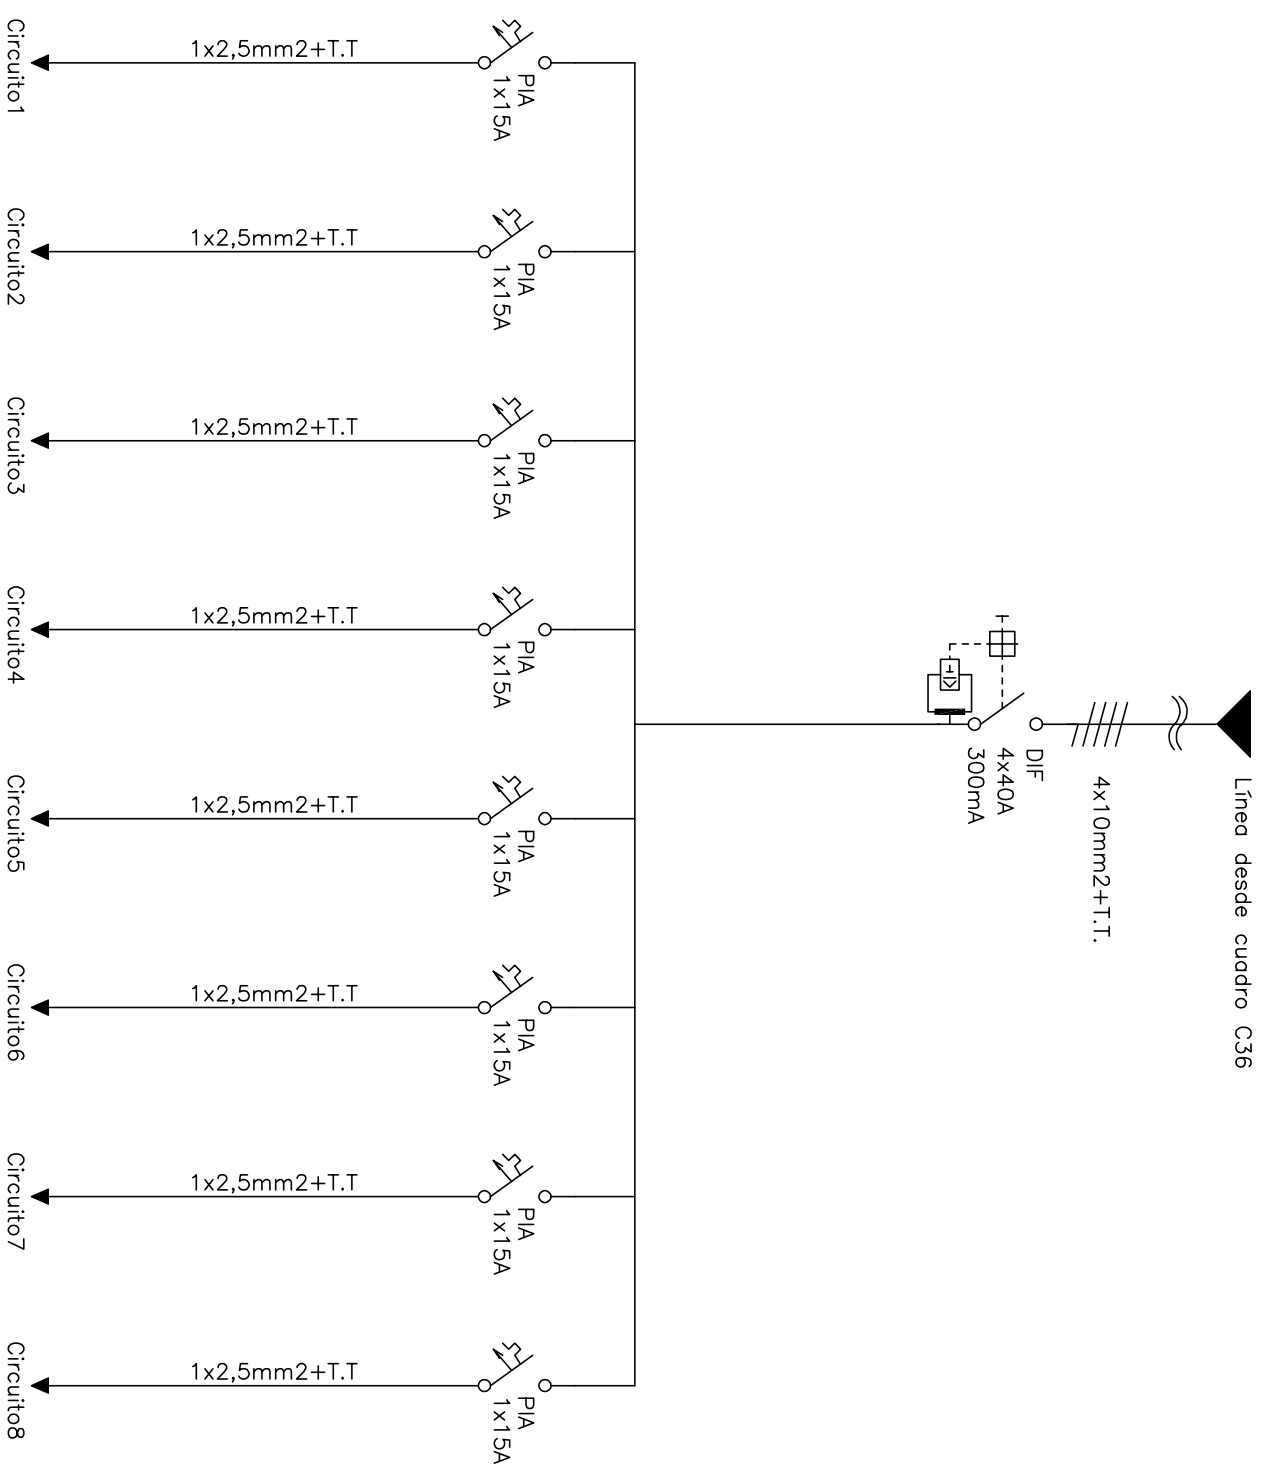 Línea desde cuadro C36
4x10mm2+T.T.
DIF
4x40A
300mA
PIA
1x15A
1x2,5mm2+T.T
Circuito1
PIA
1x15A
1x2,5mm2+T.T
Circuito2
PIA
1x15A
1x2,5mm2+T.T
Circuito3
PIA
1x15A
1x2,5mm2+T.T
Circuito4
PIA
1x15A
1x2,5mm2+T.T
Circuito5
PIA
1x15A
1x2,5mm2+T.T
Circuito6
PIA
1x15A
1x2,5mm2+T.T
Circuito7
PIA
1x15A
1x2,5mm2+T.T
Circuito8